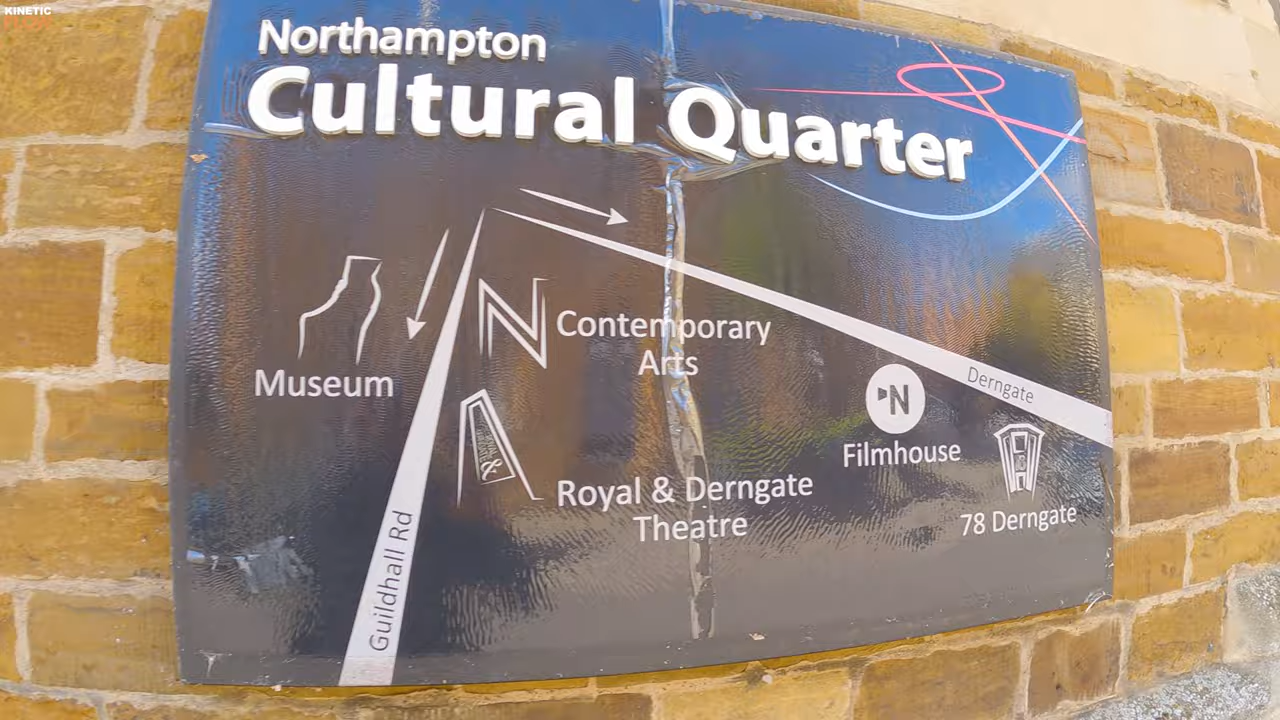 KINETIC
Northampton
Cultural Quarter
Museum
N Contemporary
Arts
Derngate
N
Filmhouse
&
Royal & Derngate
Theatre
78 Derngate
Guildhall Rd